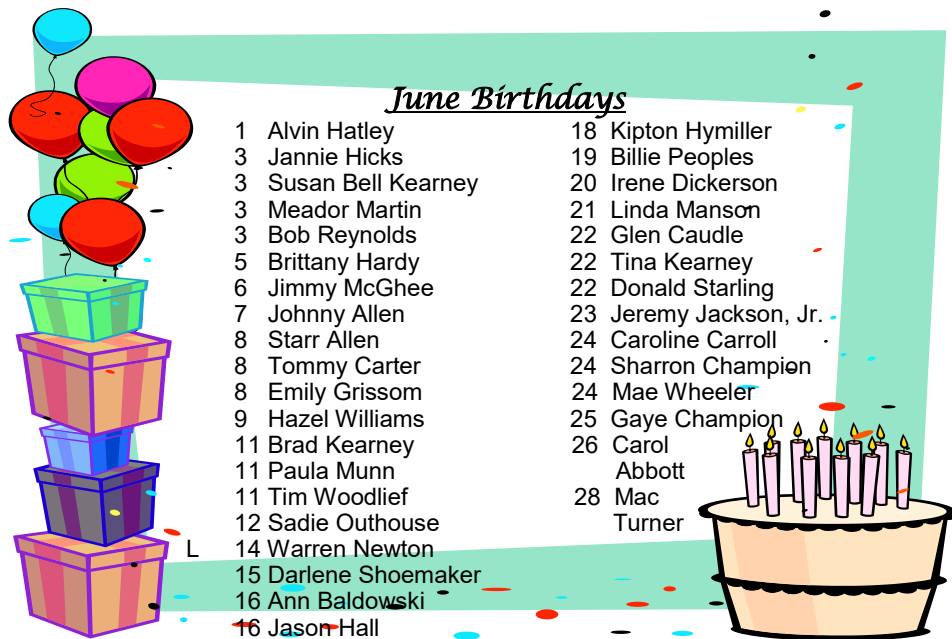 June Birthdays
1 Alvin Hatley
3 Jannie Hicks
3 Susan Bell Kearney
3 Meador Martin
3 Bob Reynolds
5 Brittany Hardy
6 Jimmy McGhee
7 Johnny Allen
8 Starr Allen
8 Tommy Carter
8 Emily Grissom
9 Hazel Williams
11 Brad Kearney
11 Paula Munn
11 Tim Woodlief
12 Sadie Outhouse
L 14 Warren Newton
15 Darlene Shoemaker
16 Ann Baldowski
16 Jason Hall
18 Kipton Hymiller
19 Billie Peoples
20 Irene Dickerson
21 Linda Manson
22 Glen Caudle
22 Tina Kearney
22 Donald Starling
23 Jeremy Jackson, Jr.
24 Caroline Carroll
24 Sharron Champion
24 Mae Wheeler
25 Gaye Champion
26 Carol
Abbott
28 Mac
Turner